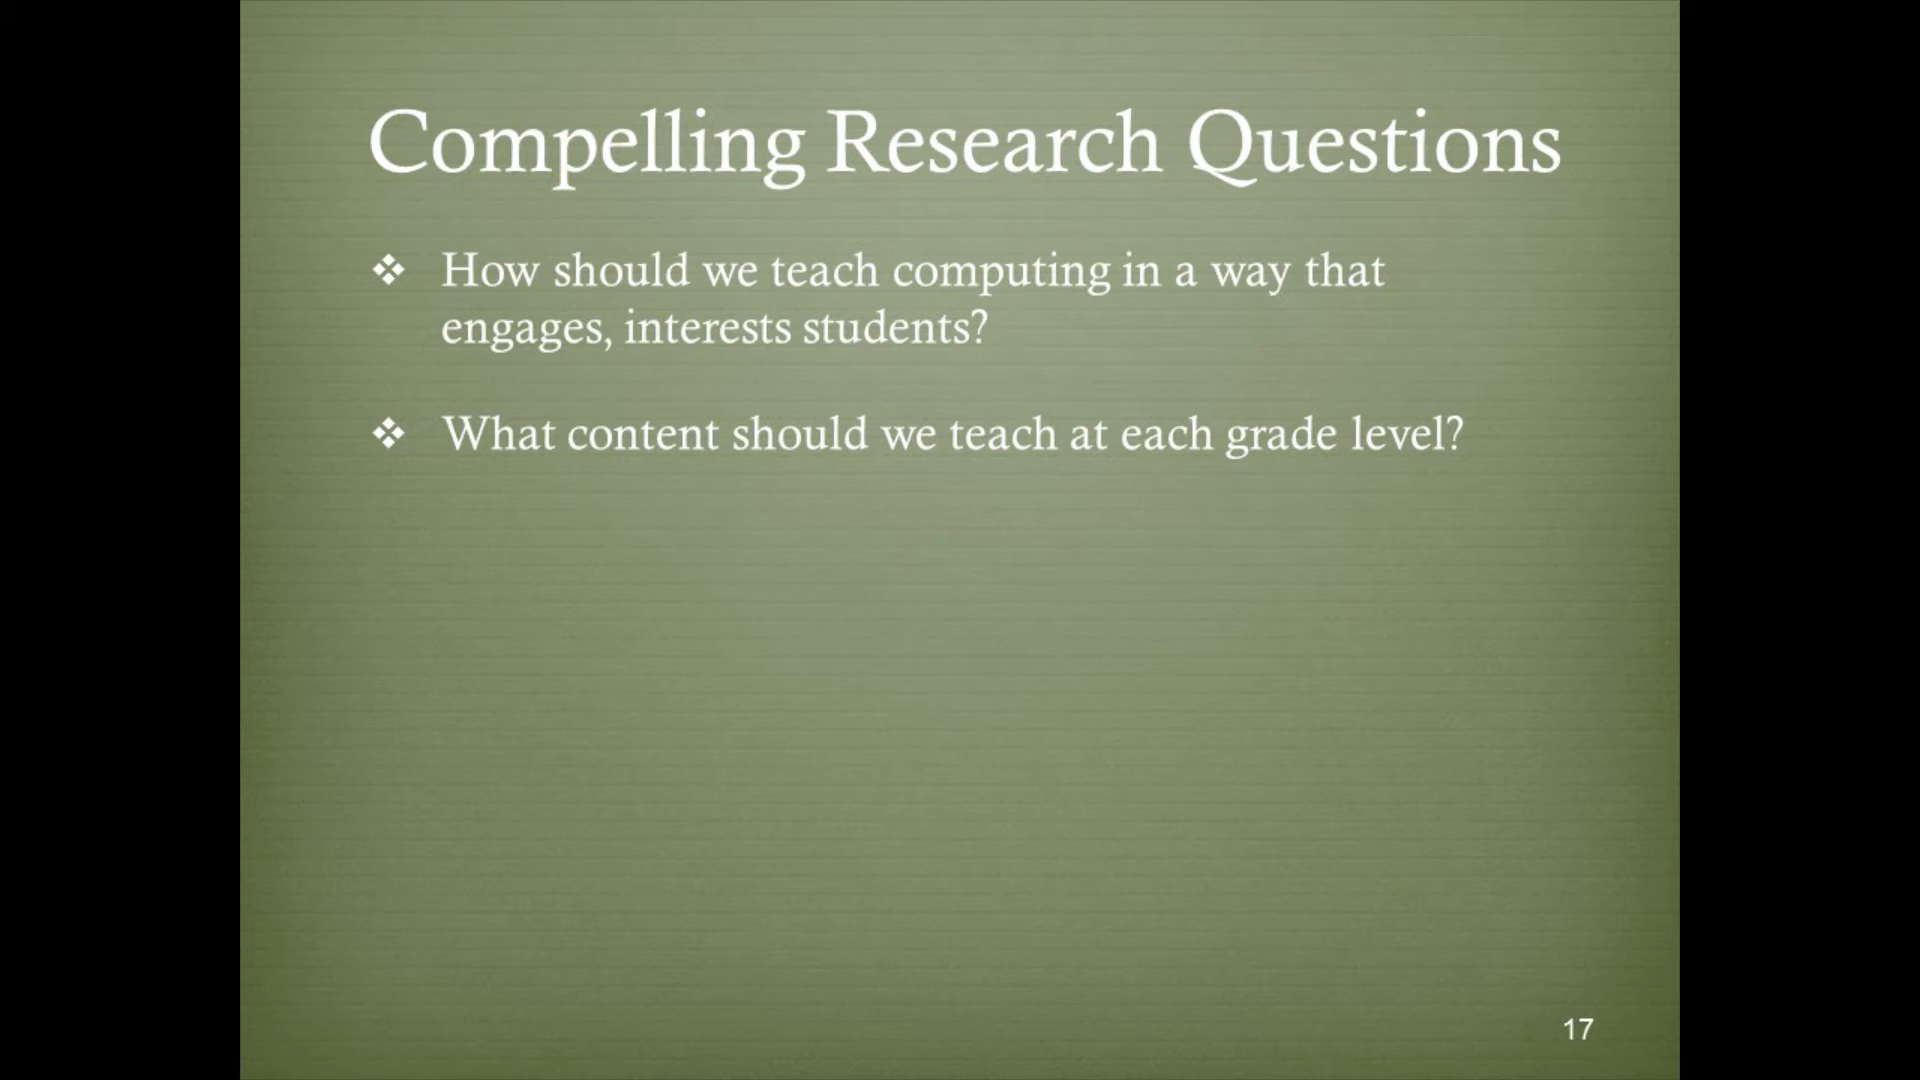 Compelling Research Questions
❖ How should we teach computing in a way that
engages, interests students?
❖ What content should we teach at each grade level?
17